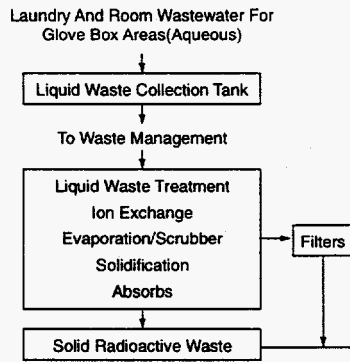 Laundry And Room Wastewater For
Glove Box Areas(Aqueous)
Liquid Waste Collection Tank
To Waste Management
Liquid Waste Treatment
Ion Exchange
Evaporation/Scrubber
Solidification
Absorbs
Filters
Solid Radioactive Waste